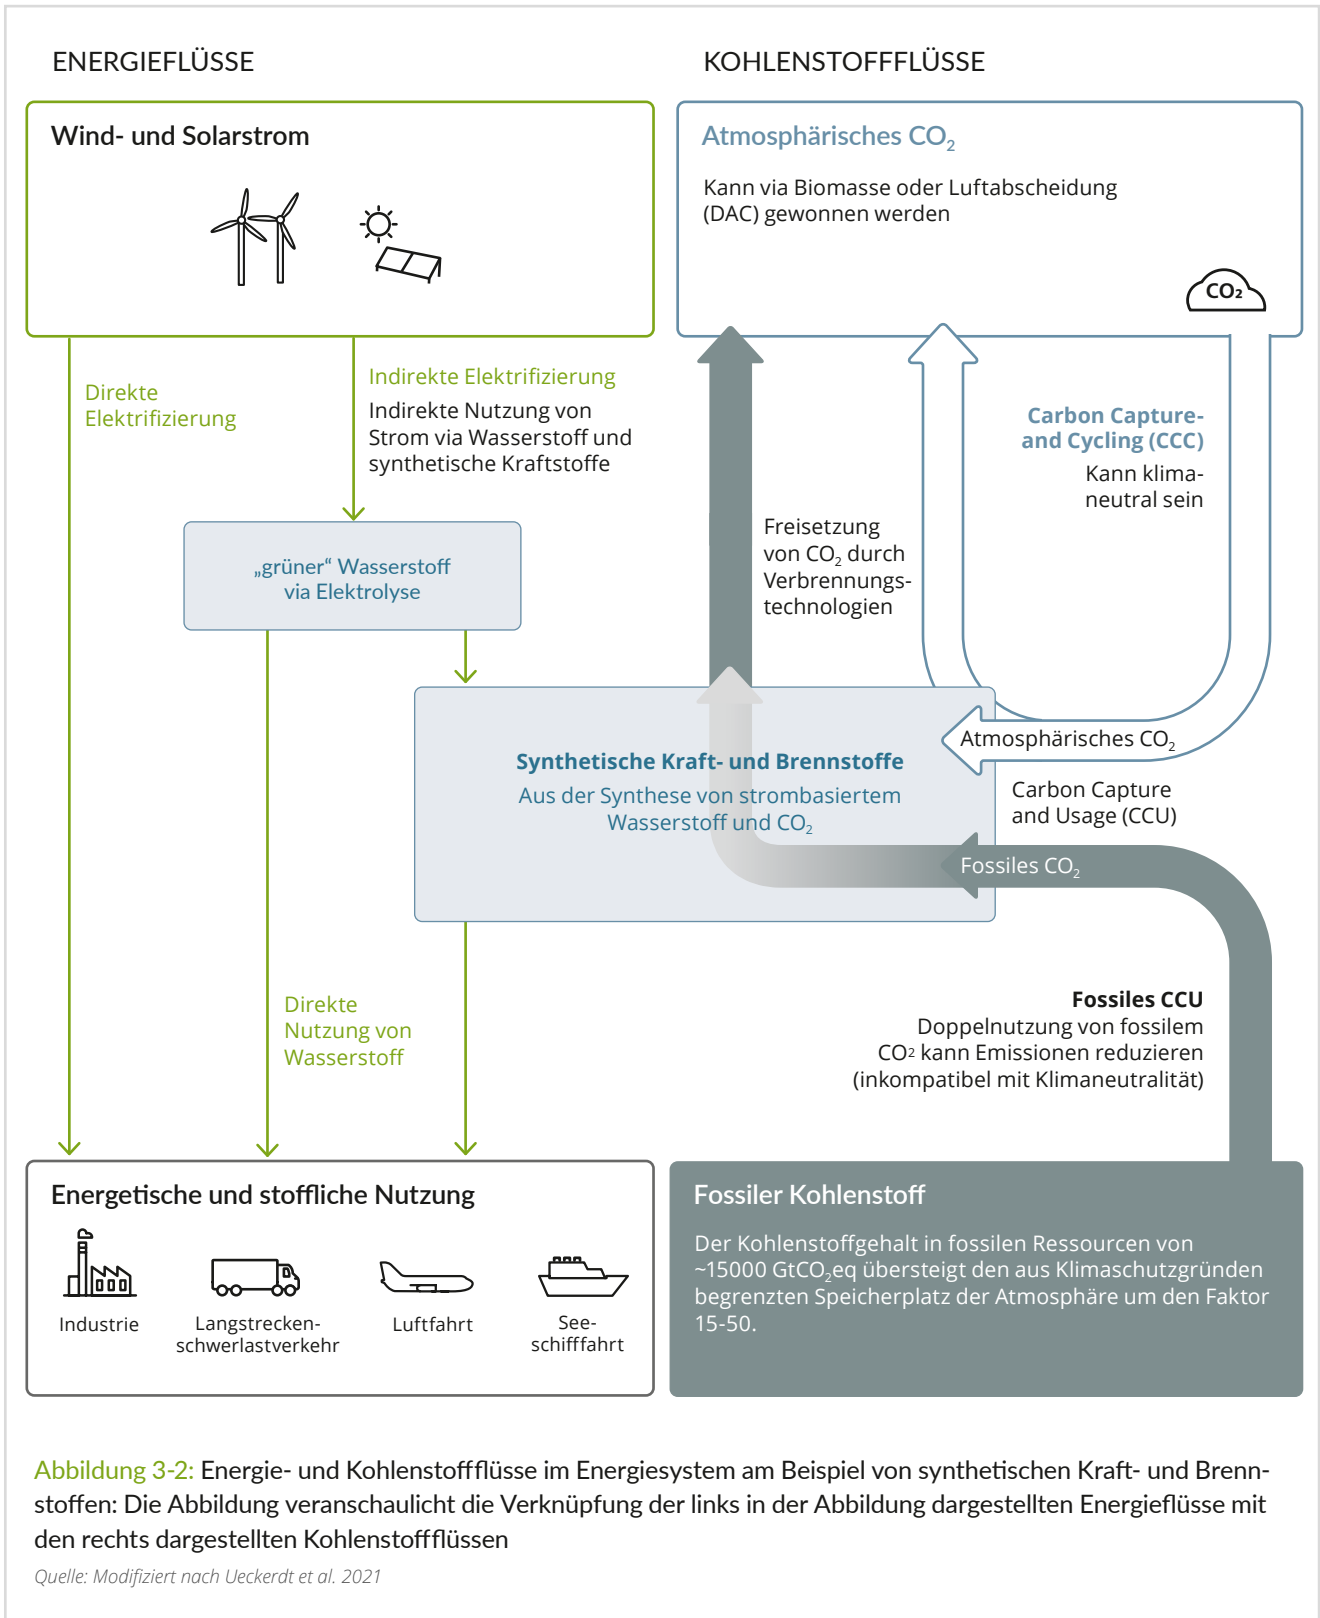 ENERGIEFLÜSSE
KOHLENSTOFFFLÜSSE
Wind- und Solarstrom
Atmosphärisches CO₂
Kann via Biomasse oder Luftabscheidung
(DAC) gewonnen werden
CO₂
Direkte
Elektrifizierung
Indirekte Elektrifizierung
Indirekte Nutzung von
Strom via Wasserstoff und
synthetische Kraftstoffe
Carbon Capture-
and Cycling (CCC)
Kann klima-
neutral sein
Freisetzung
von CO₂ durch
Verbrennungs-
technologien
„grüner“ Wasserstoff
via Elektrolyse
Synthetische Kraft- und Brennstoffe
Aus der Synthese von strombasiertem
Wasserstoff und CO₂
Atmosphärisches CO₂
Carbon Capture
and Usage (CCU)
Fossiles CO₂
Direkte
Nutzung von
Wasserstoff
Fossiles CCU
Doppelnutzung von fossilem
CO² kann Emissionen reduzieren
(inkompatibel mit Klimaneutralität)
Energetische und stoffliche Nutzung
Industrie
Langstrecken-
schwerlastverkehr
Luftfahrt
See-
schifffahrt
Fossiler Kohlenstoff
Der Kohlenstoffgehalt in fossilen Ressourcen von
~15000 GtCO₂eq übersteigt den aus Klimaschutzgründen
begrenzten Speicherplatz der Atmosphäre um den Faktor
15-50.
Abbildung 3-2: Energie- und Kohlenstoffflüsse im Energiesystem am Beispiel von synthetischen Kraft- und Brenn-
stoffen: Die Abbildung veranschaulicht die Verknüpfung der links in der Abbildung dargestellten Energieflüsse mit
den rechts dargestellten Kohlenstoffflüssen
Quelle: Modifiziert nach Ueckerdt et al. 2021